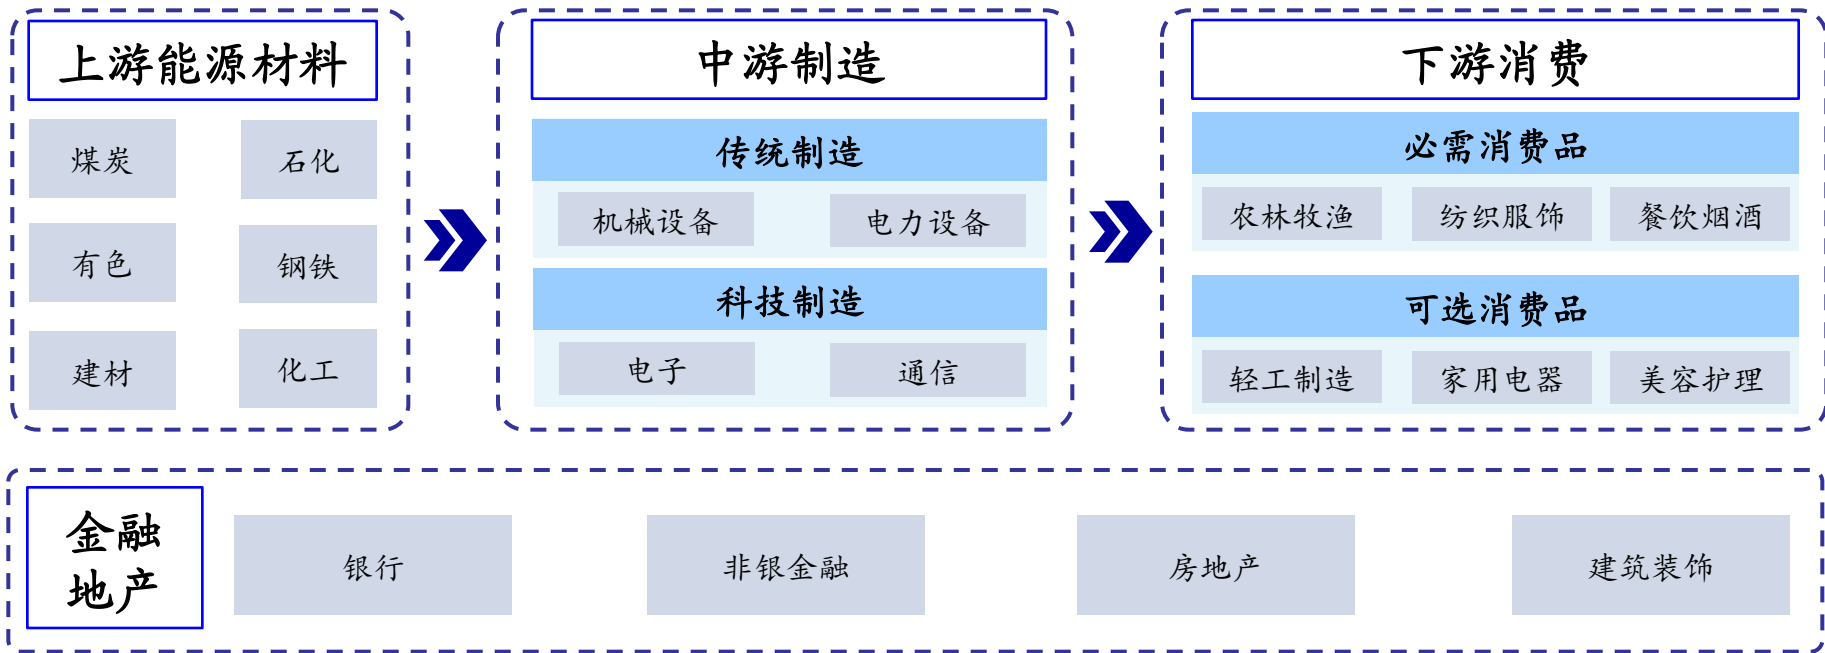 上游能源材料
煤炭
石化
有色
钢铁
建材
化工
中游制造
传统制造
机械设备
电力设备
科技制造
电子
通信
下游消费
必需消费品
农林牧渔
纺织服饰
餐饮烟酒
可选消费品
轻工制造
家用电器
美容护理
金融
地产
银行
非银金融
房地产
建筑装饰